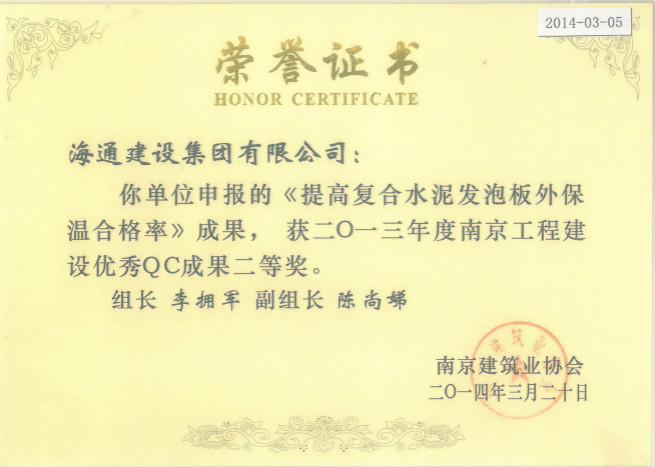 2014-03-05
荣誉证书
HONOR CERTIFICATE
海通建设集团有限公司：
你单位申报的《提高复合水泥发泡板外保
温合格率》成果，获二〇一三年度南京工程建
设优秀QC成果二等奖。
组长 李拥军 副组长 陈尚娣
南京建筑业协会
二〇一四年三月二十日